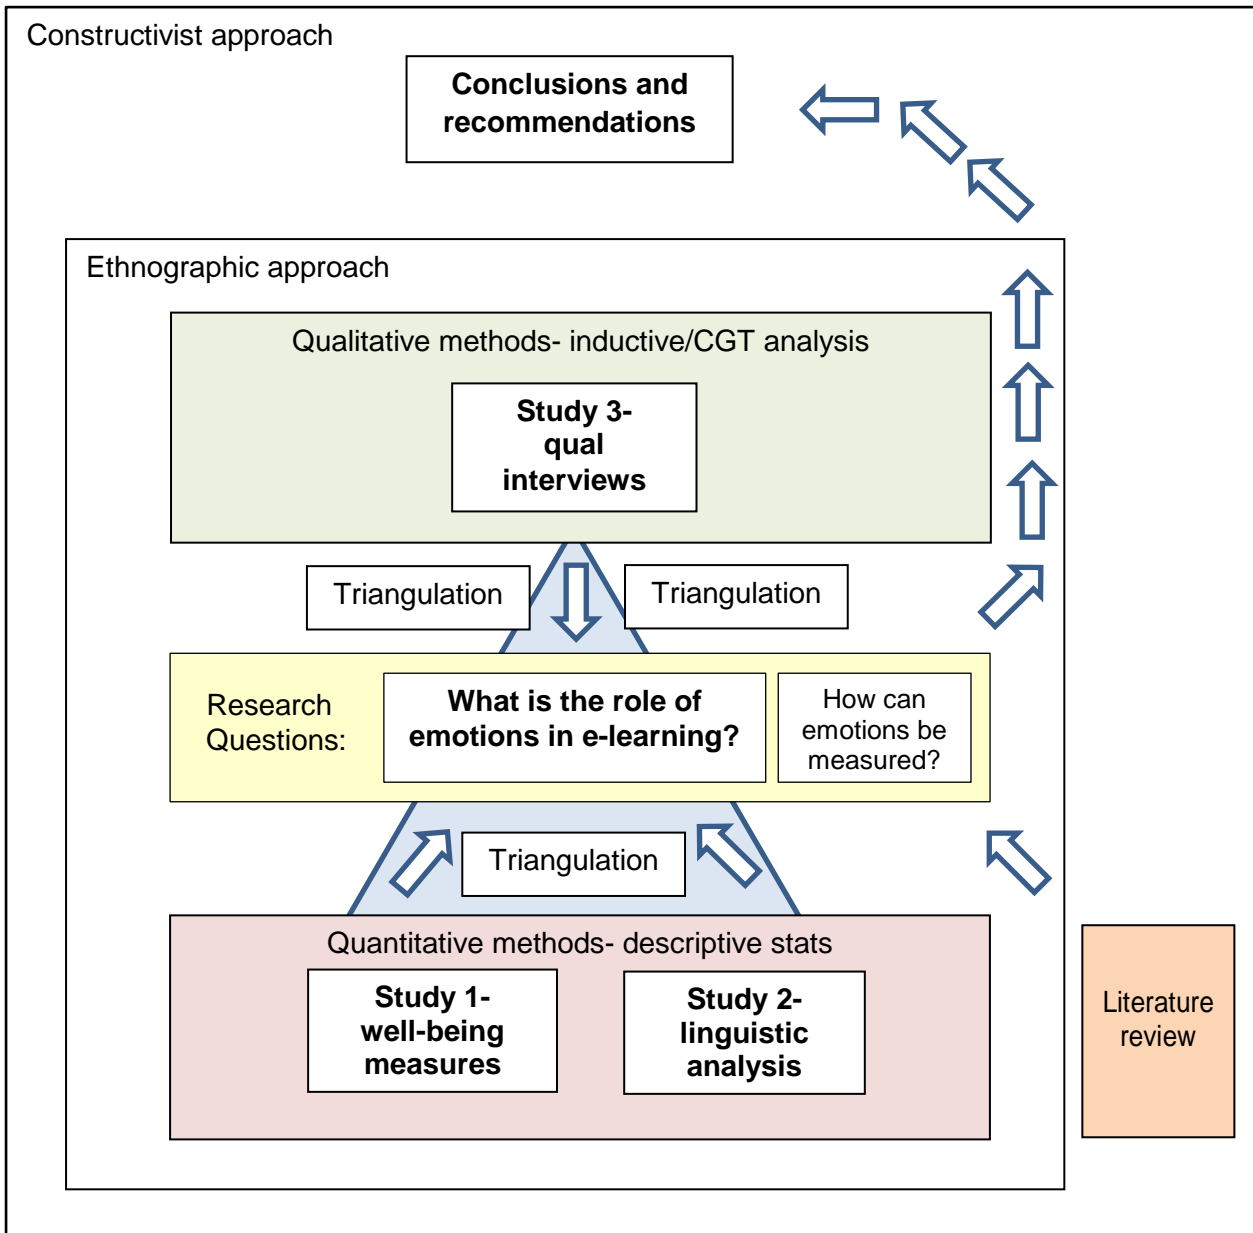 Constructivist approach
Conclusions and
recommendations
Ethnographic approach
Qualitative methods- inductive/CGT analysis
Study 3-
qual
interviews
Triangulation
Triangulation
Research
Questions:
What is the role of
emotions in e-learning?
How can
emotions be
measured?
Triangulation
Quantitative methods- descriptive stats
Study 1-
well-being
measures
Study 2-
linguistic
analysis
Literature
review